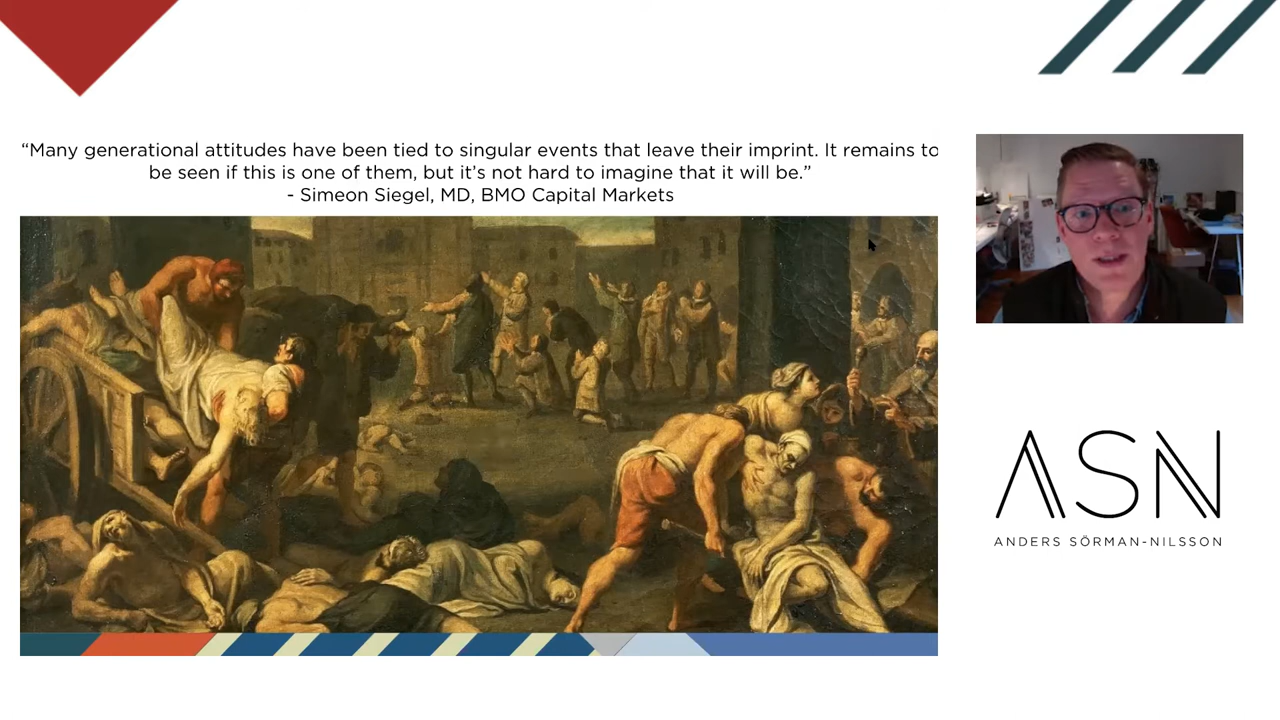 “Many generational attitudes have been tied to singular events that leave their imprint. It remains to
be seen if this is one of them, but it’s not hard to imagine that it will be.”
- Simeon Siegel, MD, BMO Capital Markets
ASN
ANDERS SÖRMAN-NILSSON